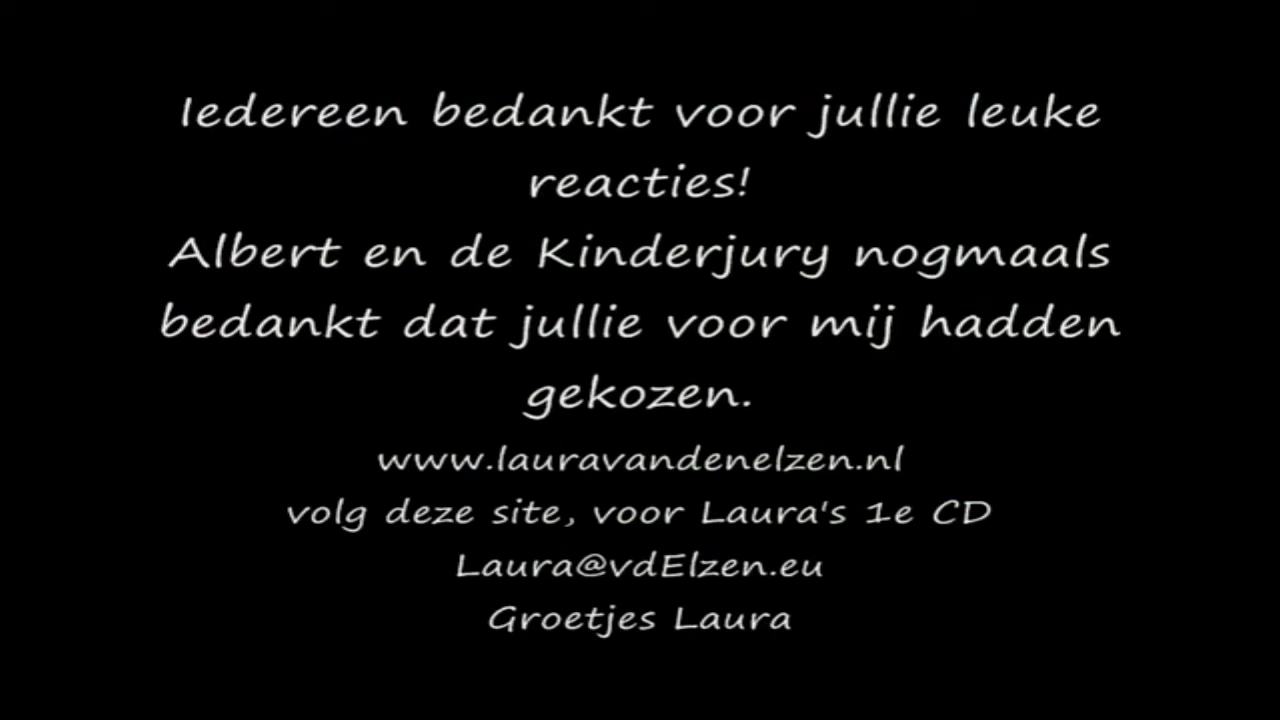 Iedereen bedankt voor jullie leuke
reacties!
Albert en de Kinderjury nogmaals
bedankt dat jullie voor mij hadden
gekozen.
www.lauravandenelzen.nl
volg deze site, voor Laura's 1e CD
Laura@vdElzen.eu
Groetjes Laura